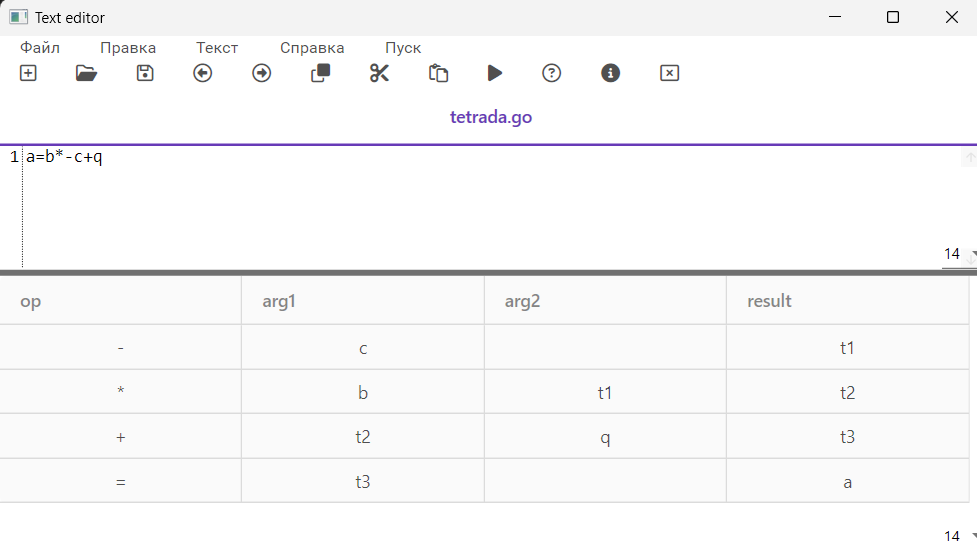 Text editor
Файл Правка Текст Справка Пуск
tetrada.go
1 a=b*-c+q
14
op arg1 arg2 result
- c t1
* b t1 t2
+ t2 q t3
= t3 a
14